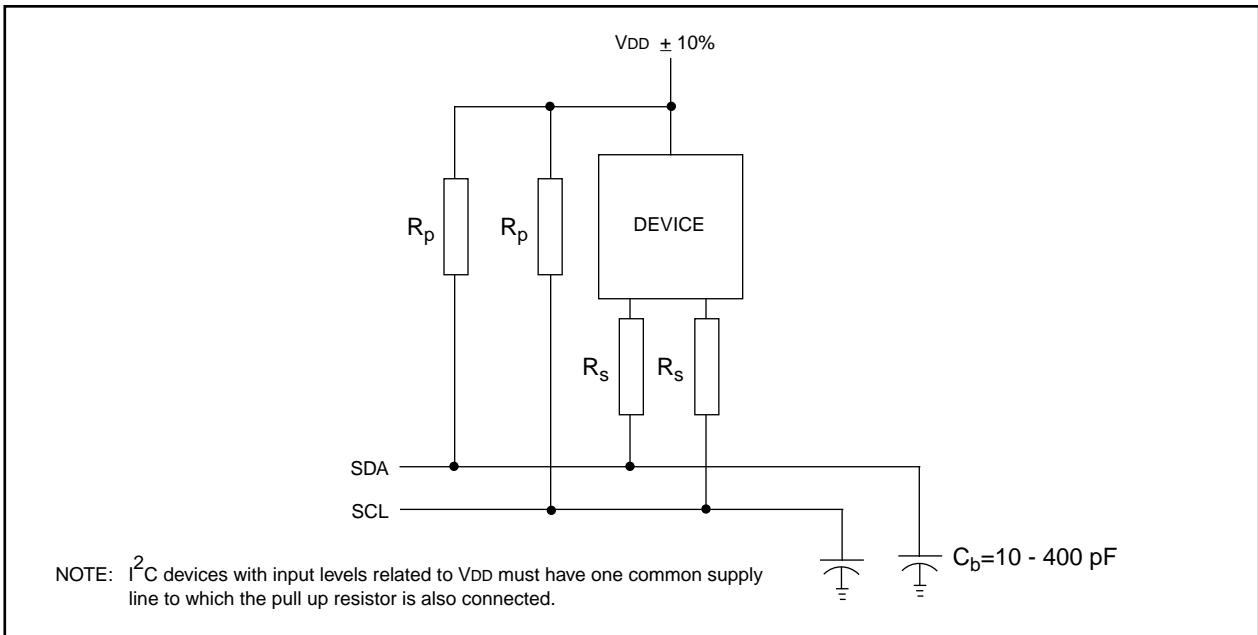 VDD ± 10%
Rp
Rp
DEVICE
Rs
Rs
SDA
SCL
Cb=10 - 400 pF
NOTE: I2C devices with input levels related to VDD must have one common supply
line to which the pull up resistor is also connected.